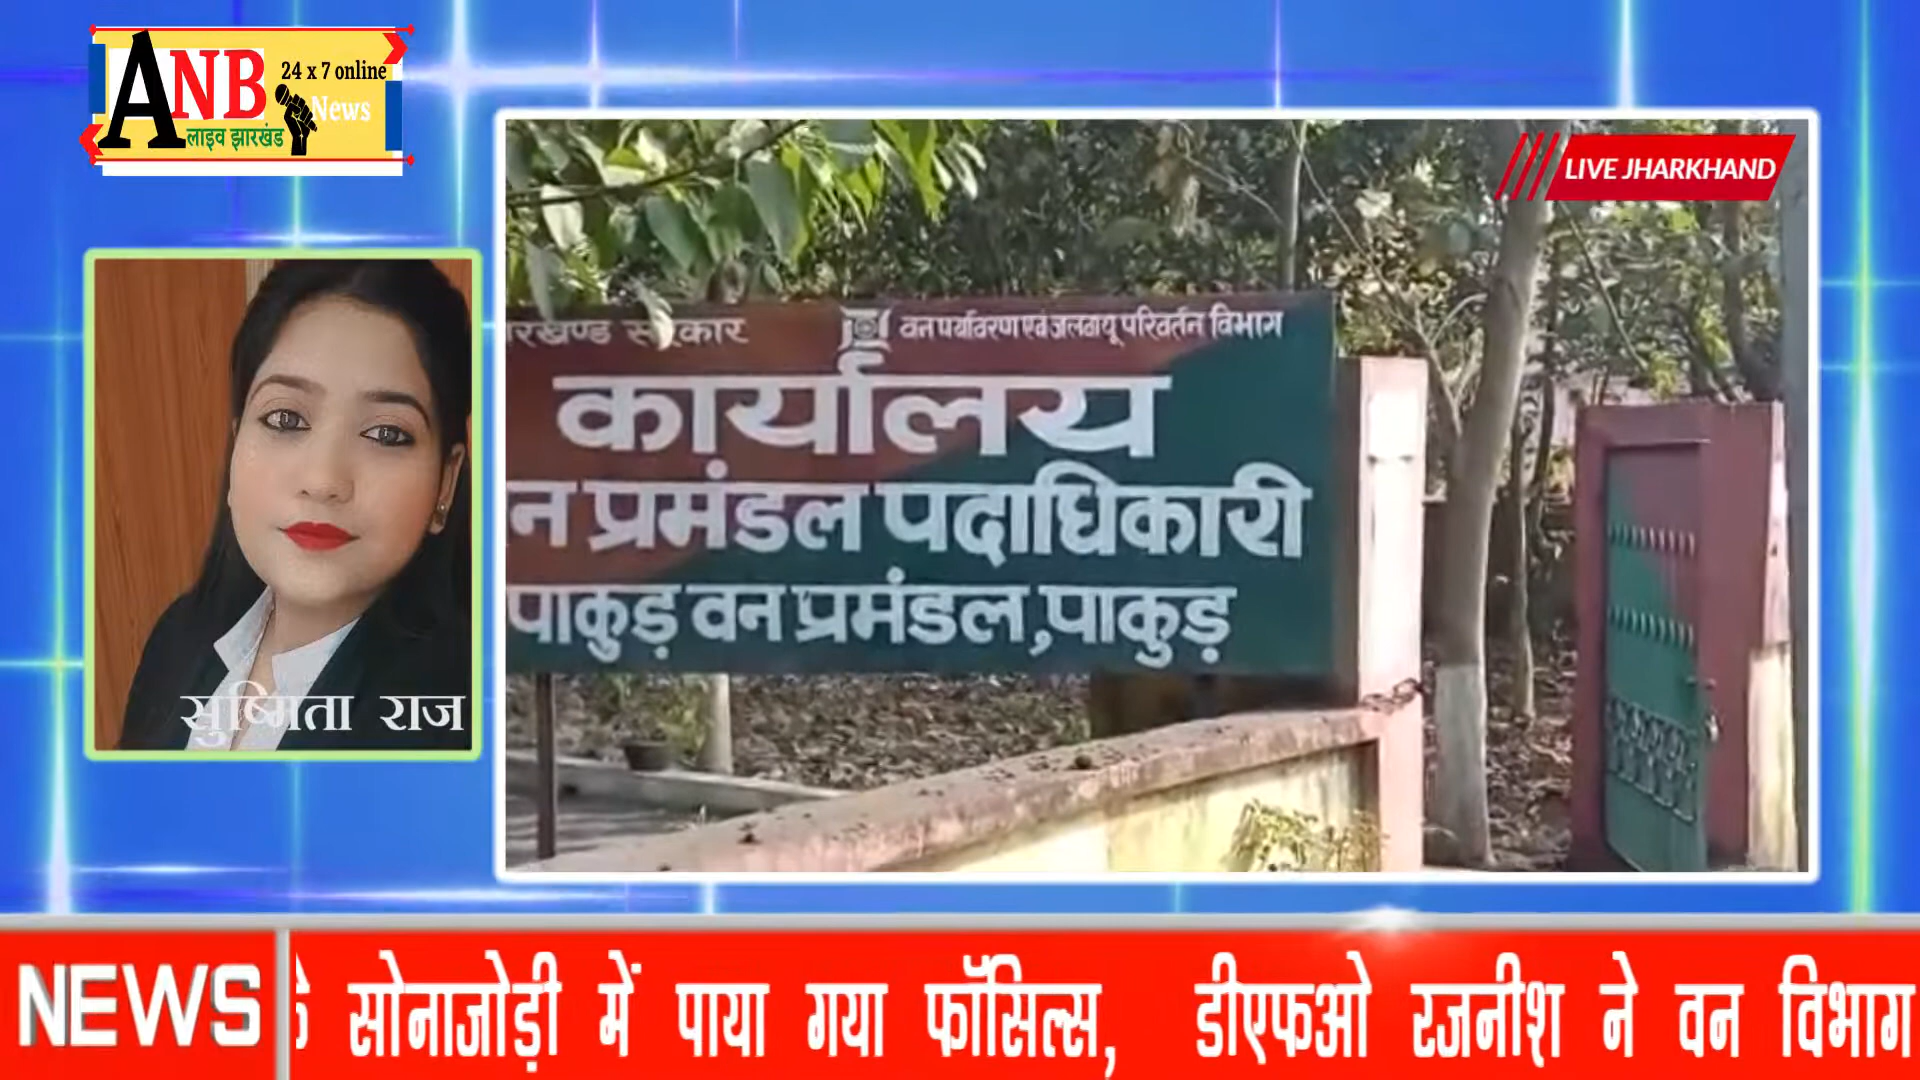 ANB
24 x 7 online
News
लाइव झारखंड
LIVE JHARKHAND
रखण्ड सरकार
वन पर्यावरण एवं जलवायु परिवर्तन विभाग
कार्यालय
न प्रमंडल पदाधिकारी
पाकुड़ वन प्रमंडल, पाकुड़
सुष्मिता राज
NEWS
के सोनाजोड़ी में पाया गया फॉसिल्स, डीएफओ रजनीश ने वन विभाग